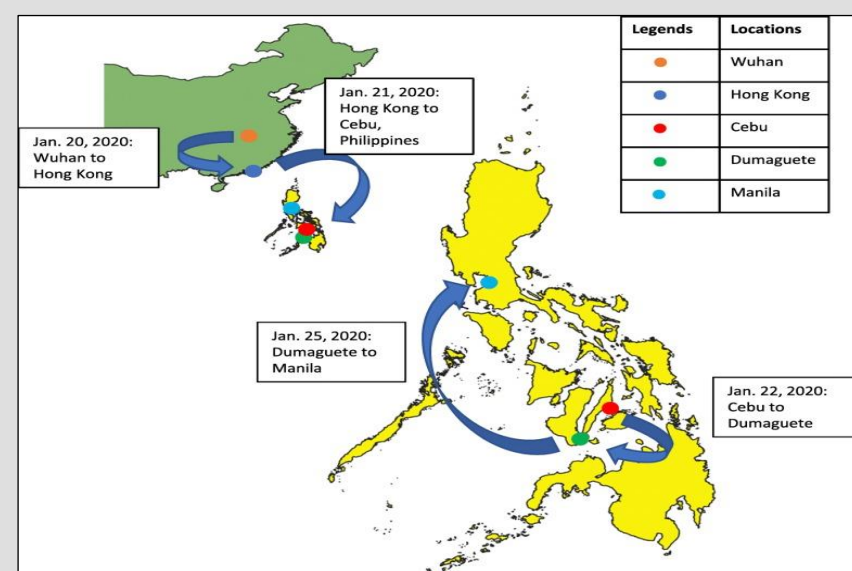 Legends Locations
Wuhan
Hong Kong
Cebu
Dumaguete
Manila
Jan. 21, 2020:
Hong Kong to
Cebu,
Philippines
Jan. 20, 2020:
Wuhan to
Hong Kong
Jan. 25, 2020:
Dumaguete to
Manila
Jan. 22, 2020:
Cebu to
Dumaguete